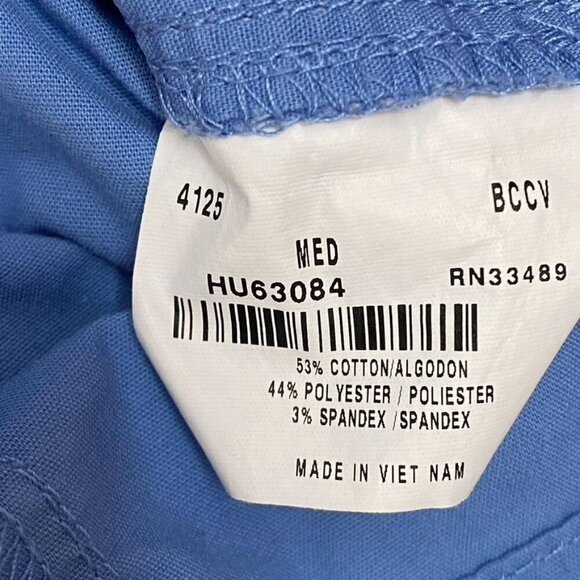 4125 BCCV
MED
HU63084 RN33489
53% COTTON/ALGODON
44% POLYESTER / POLIESTER
3% SPANDEX /SPANDEX
MADE IN VIET NAM